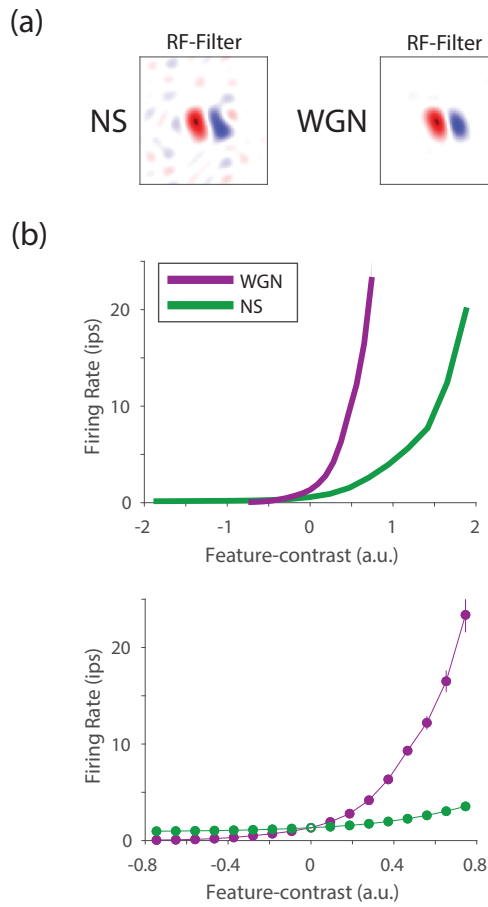 (a)
RF-Filter
RF-Filter
NS
WGN
(b)
WGN
NS
Firing Rate (ips)
20
10
0
-2
-1
0
1
2
Feature-contrast (a.u.)
Firing Rate (ips)
20
10
0
-0.8
-0.4
0
0.4
0.8
Feature-contrast (a.u.)